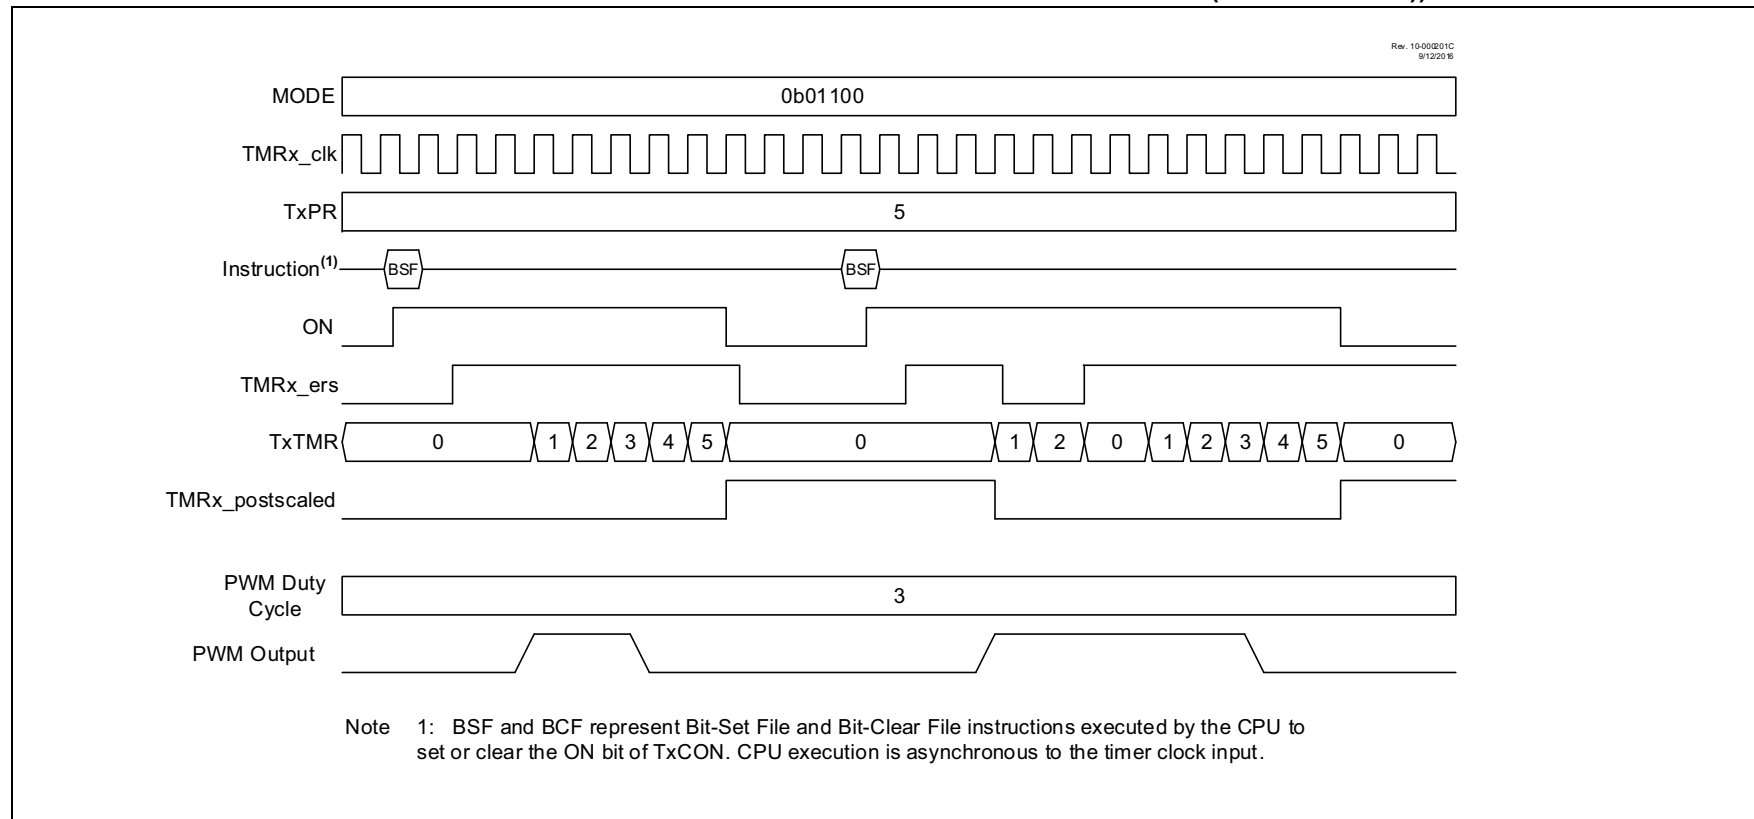 Rev. 10-000201C
9/12/2016
MODE 0b01100
TMRx_clk
TxPR 5
Instruction(1) BSF BSF
ON
TMRx_ers
TxTMR 0 1 2 3 4 5 0 1 2 0 1 2 3 4 5 0
TMRx_postscaled
PWM Duty
Cycle 3
PWM Output
Note 1: BSF and BCF represent Bit-Set File and Bit-Clear File instructions executed by the CPU to
set or clear the ON bit of TxCON. CPU execution is asynchronous to the timer clock input.